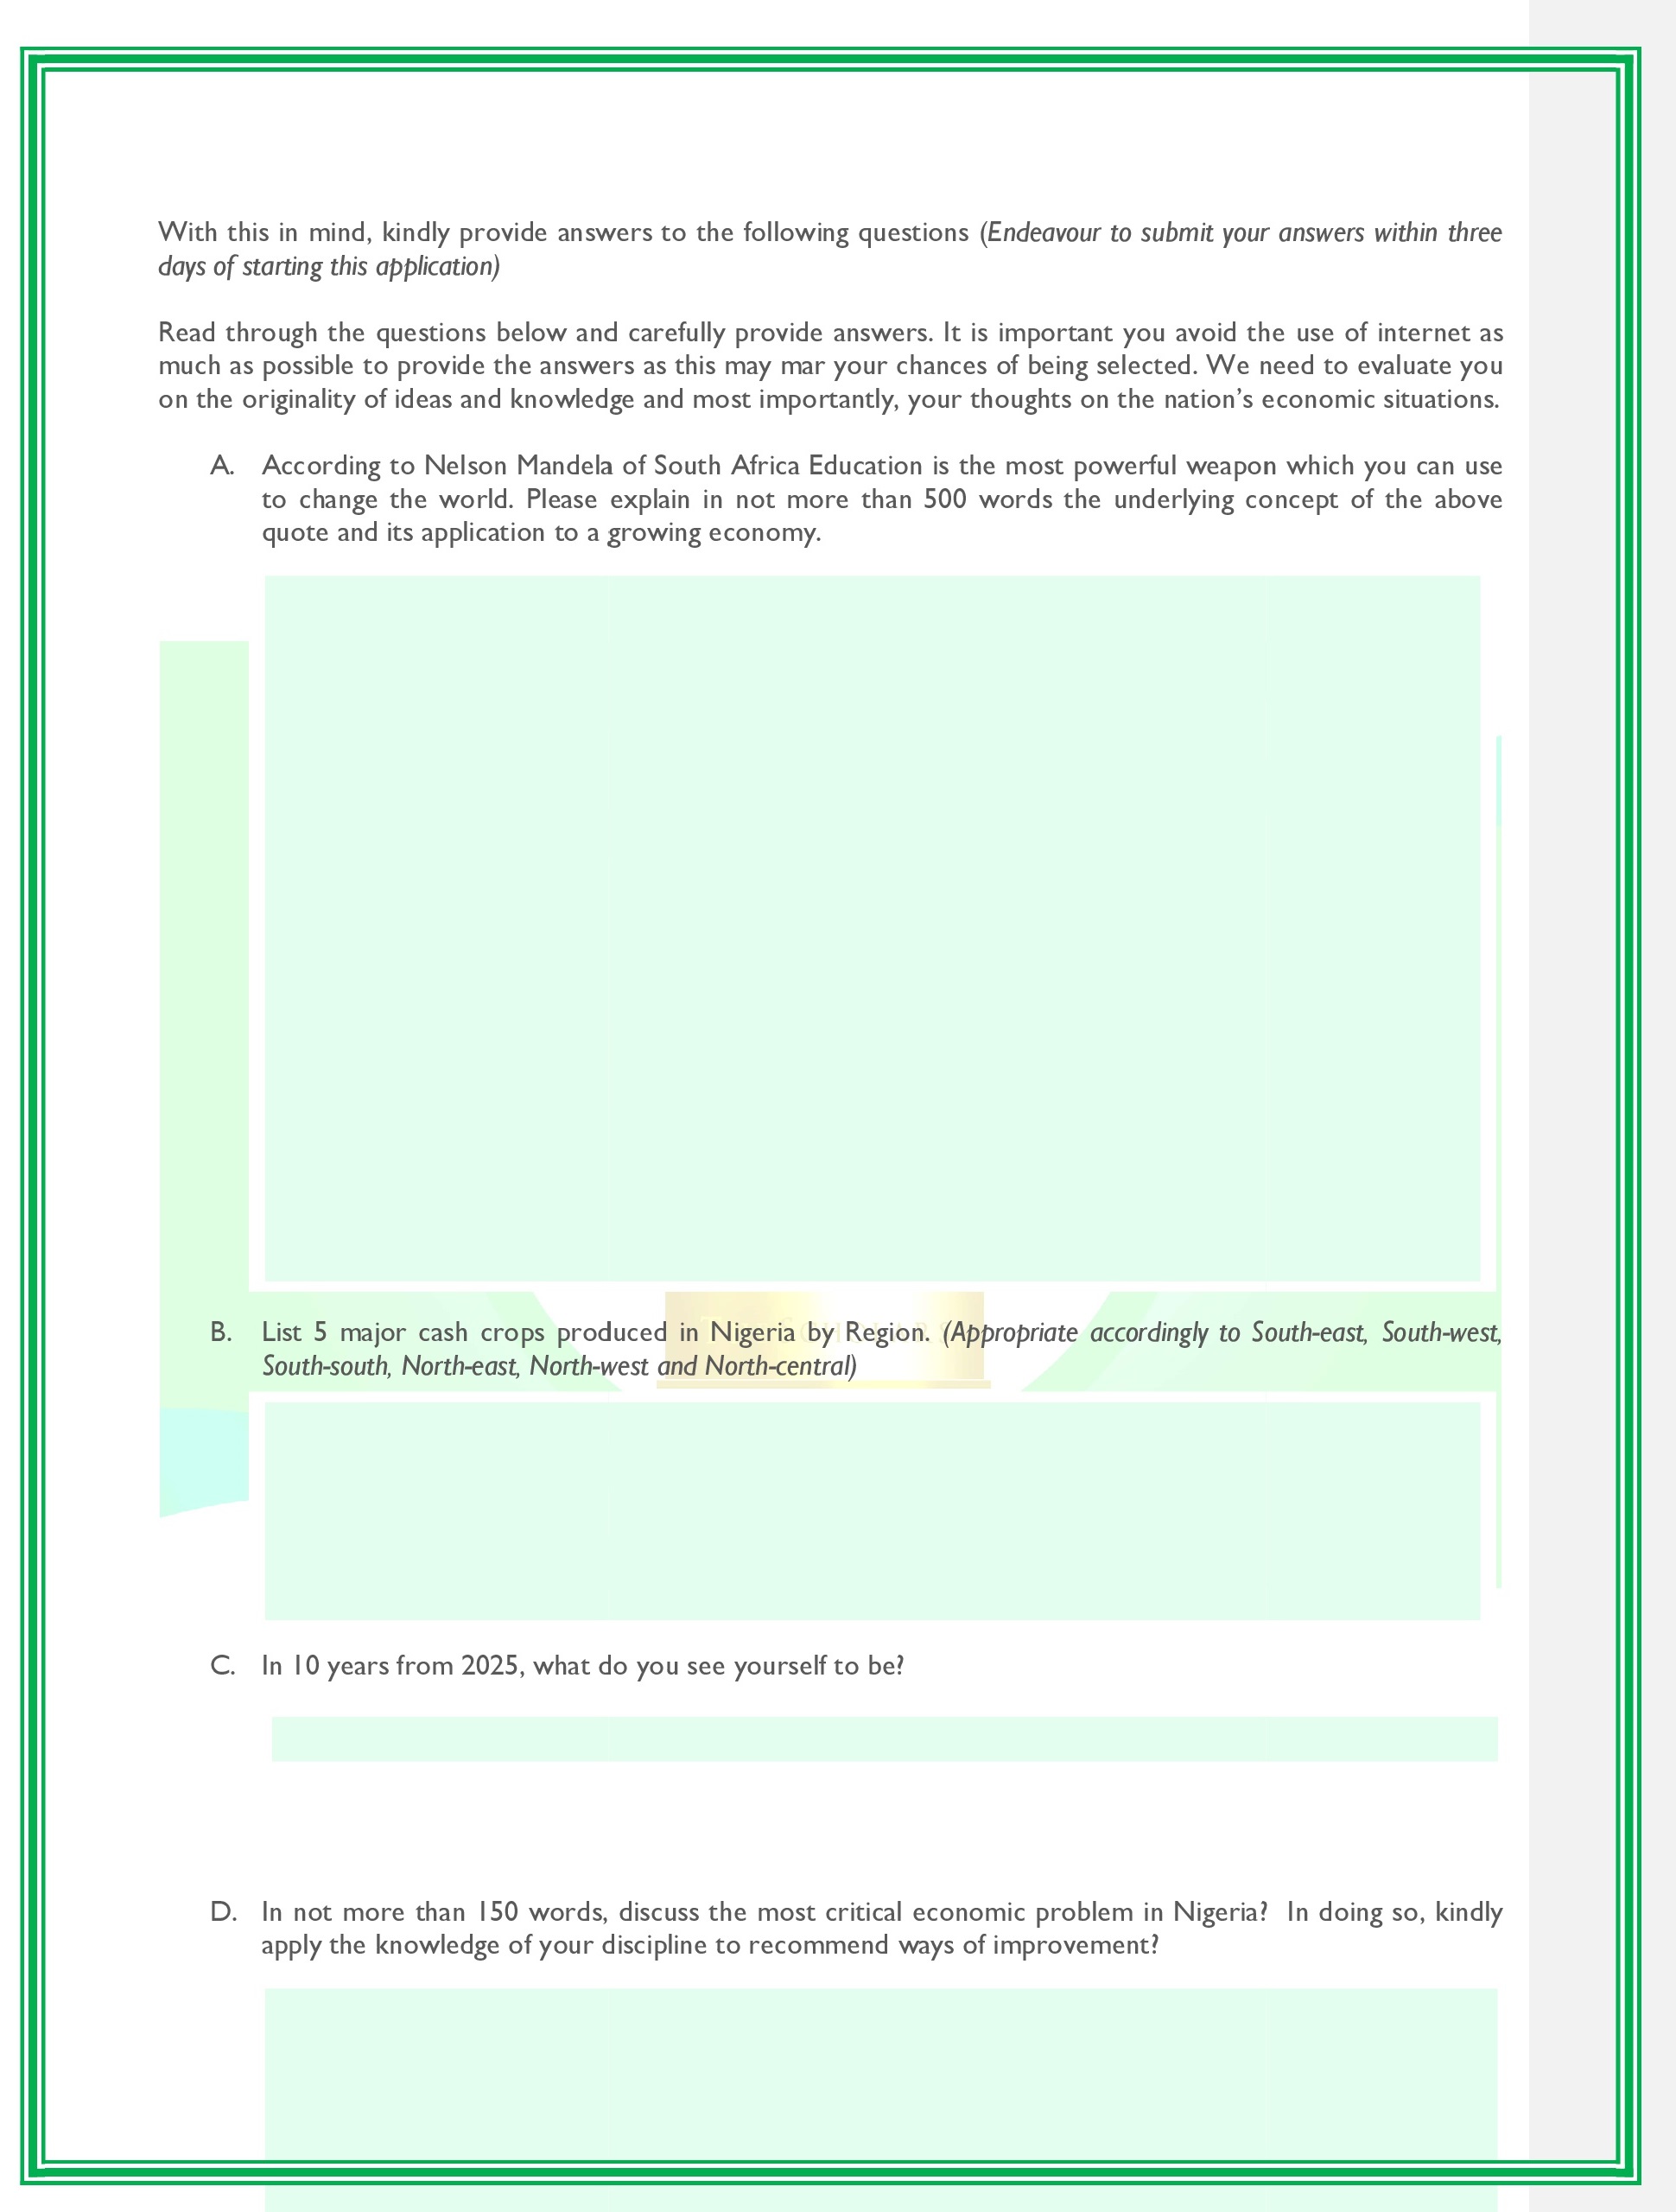 With this in mind, kindly provide answers to the following questions (Endeavour to submit your answers within three
days of starting this application)
Read through the questions below and carefully provide answers. It is important you avoid the use of internet as
much as possible to provide the answers as this may mar your chances of being selected. We need to evaluate you
on the originality of ideas and knowledge and most importantly, your thoughts on the nation’s economic situations.
A. According to Nelson Mandela of South Africa Education is the most powerful weapon which you can use
to change the world. Please explain in not more than 500 words the underlying concept of the above
quote and its application to a growing economy.
B. List 5 major cash crops produced in Nigeria by Region. (Appropriate accordingly to South-east, South-west,
South-south, North-east, North-west and North-central)
C. In 10 years from 2025, what do you see yourself to be?
D. In not more than 150 words, discuss the most critical economic problem in Nigeria? In doing so, kindly
apply the knowledge of your discipline to recommend ways of improvement?